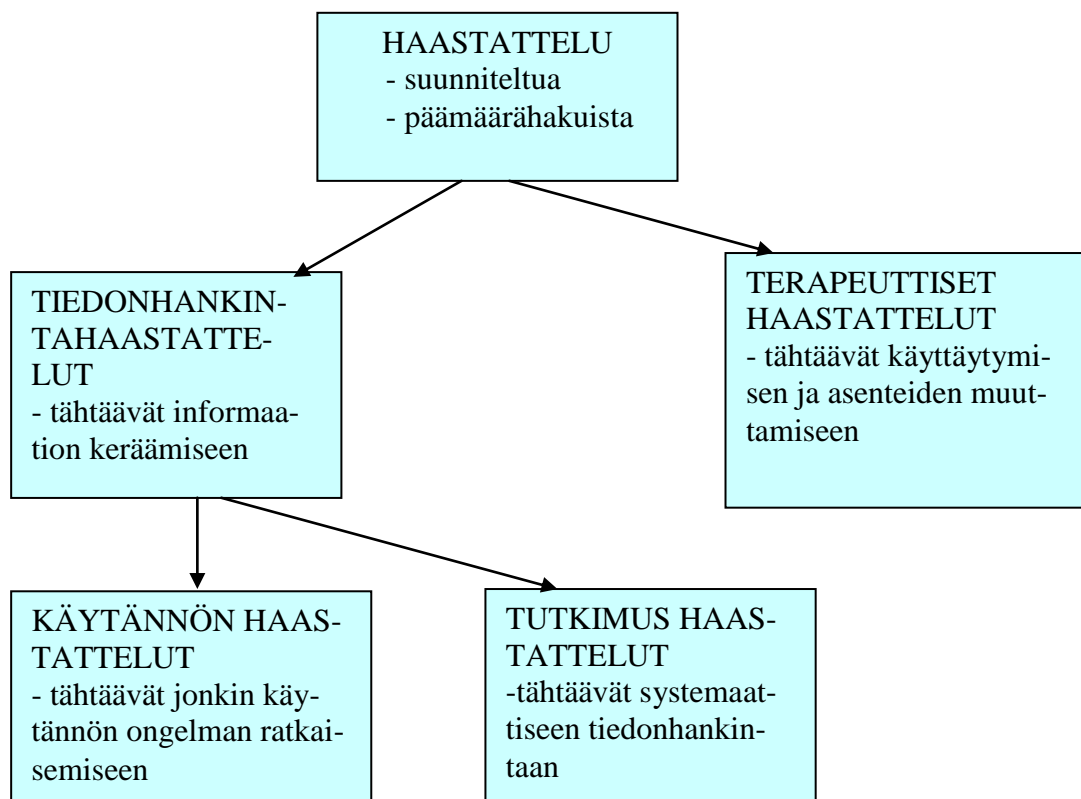 HAASTATTELU
- suunniteltua
- päämäärähakuista
TIEDONHANKIN-
TAHAASTATTE-
LUT
- tähtäävät informaa-
tion keräämiseen
TERAPEUTTISET
HAASTATTELUT
- tähtäävät käyttäytymi-
sen ja asenteiden muut-
tamiseen
KÄYTÄNNÖN HAAS-
TATTELUT
- tähtäävät jonkin käy-
tännön ongelman ratkai-
semiseen
TUTKIMUS HAAS-
TATTELUT
-tähtäävät systemaat-
tiseen tiedonhankin-
taan